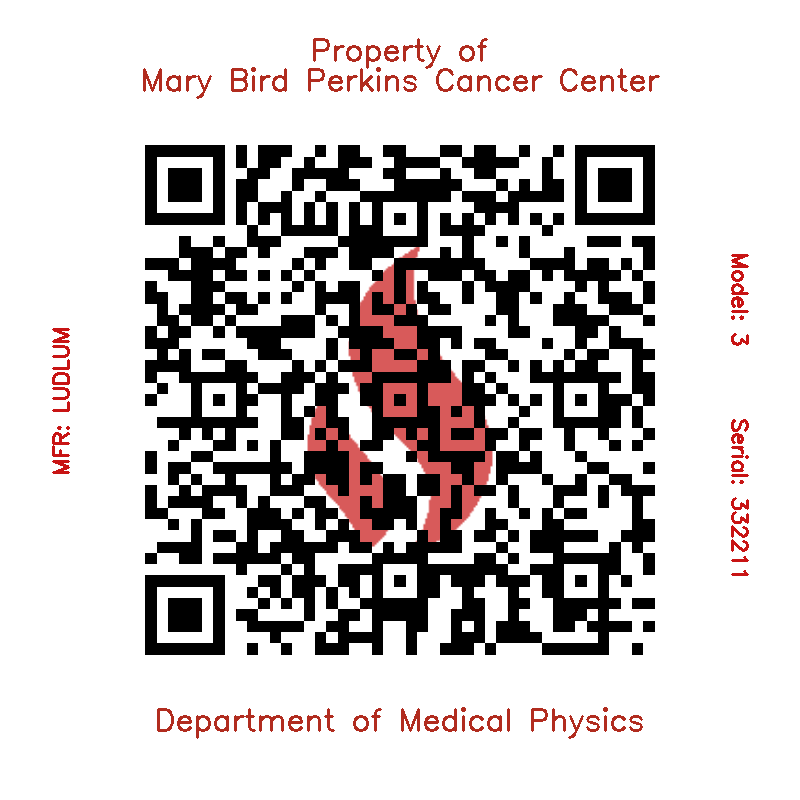 Property of
Mary Bird Perkins Cancer Center
MFR: LUDLUM
Model: 3
Serial: 332211
Department of Medical Physics